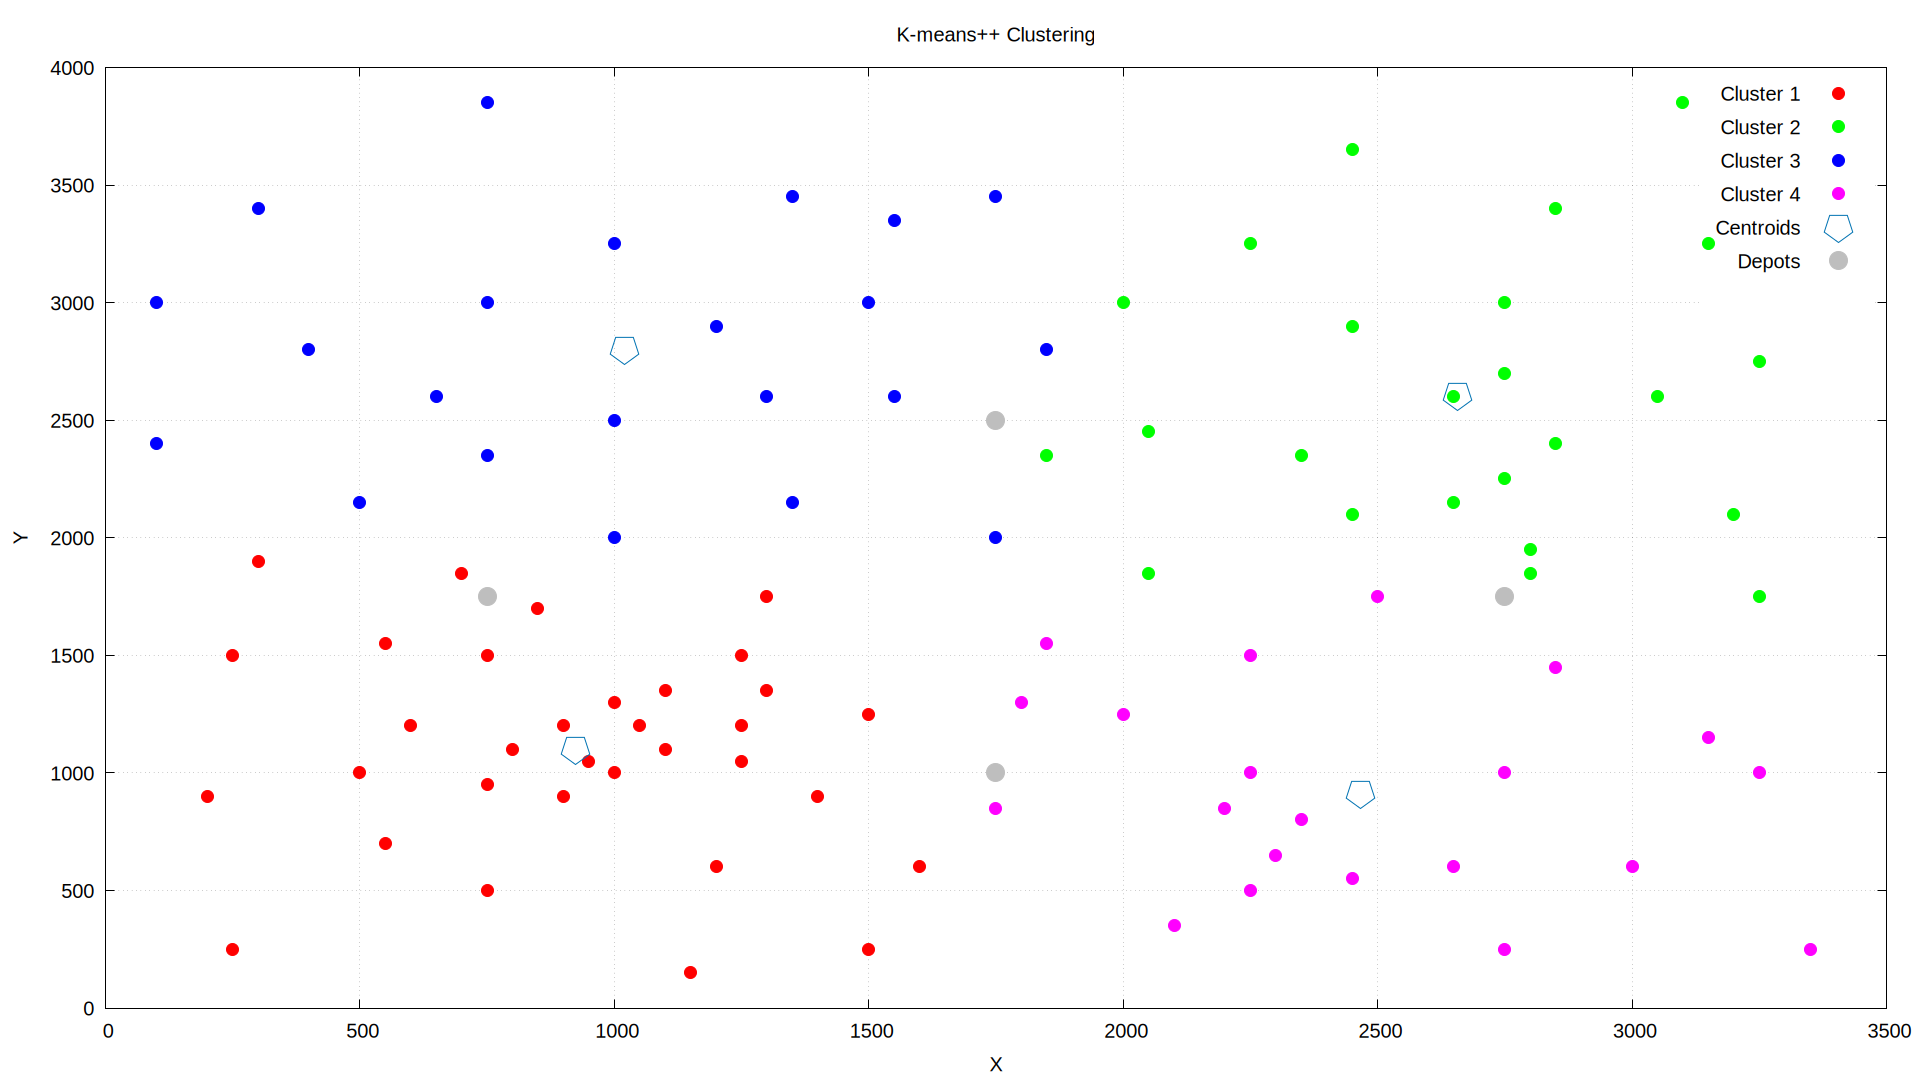 K-means++ Clustering
4000
3500
3000
2500
2000
1500
1000
500
0
Y
Cluster 1
Cluster 2
Cluster 3
Cluster 4
Centroids
Depots
0 500 1000 1500 2000 2500 3000 3500
X